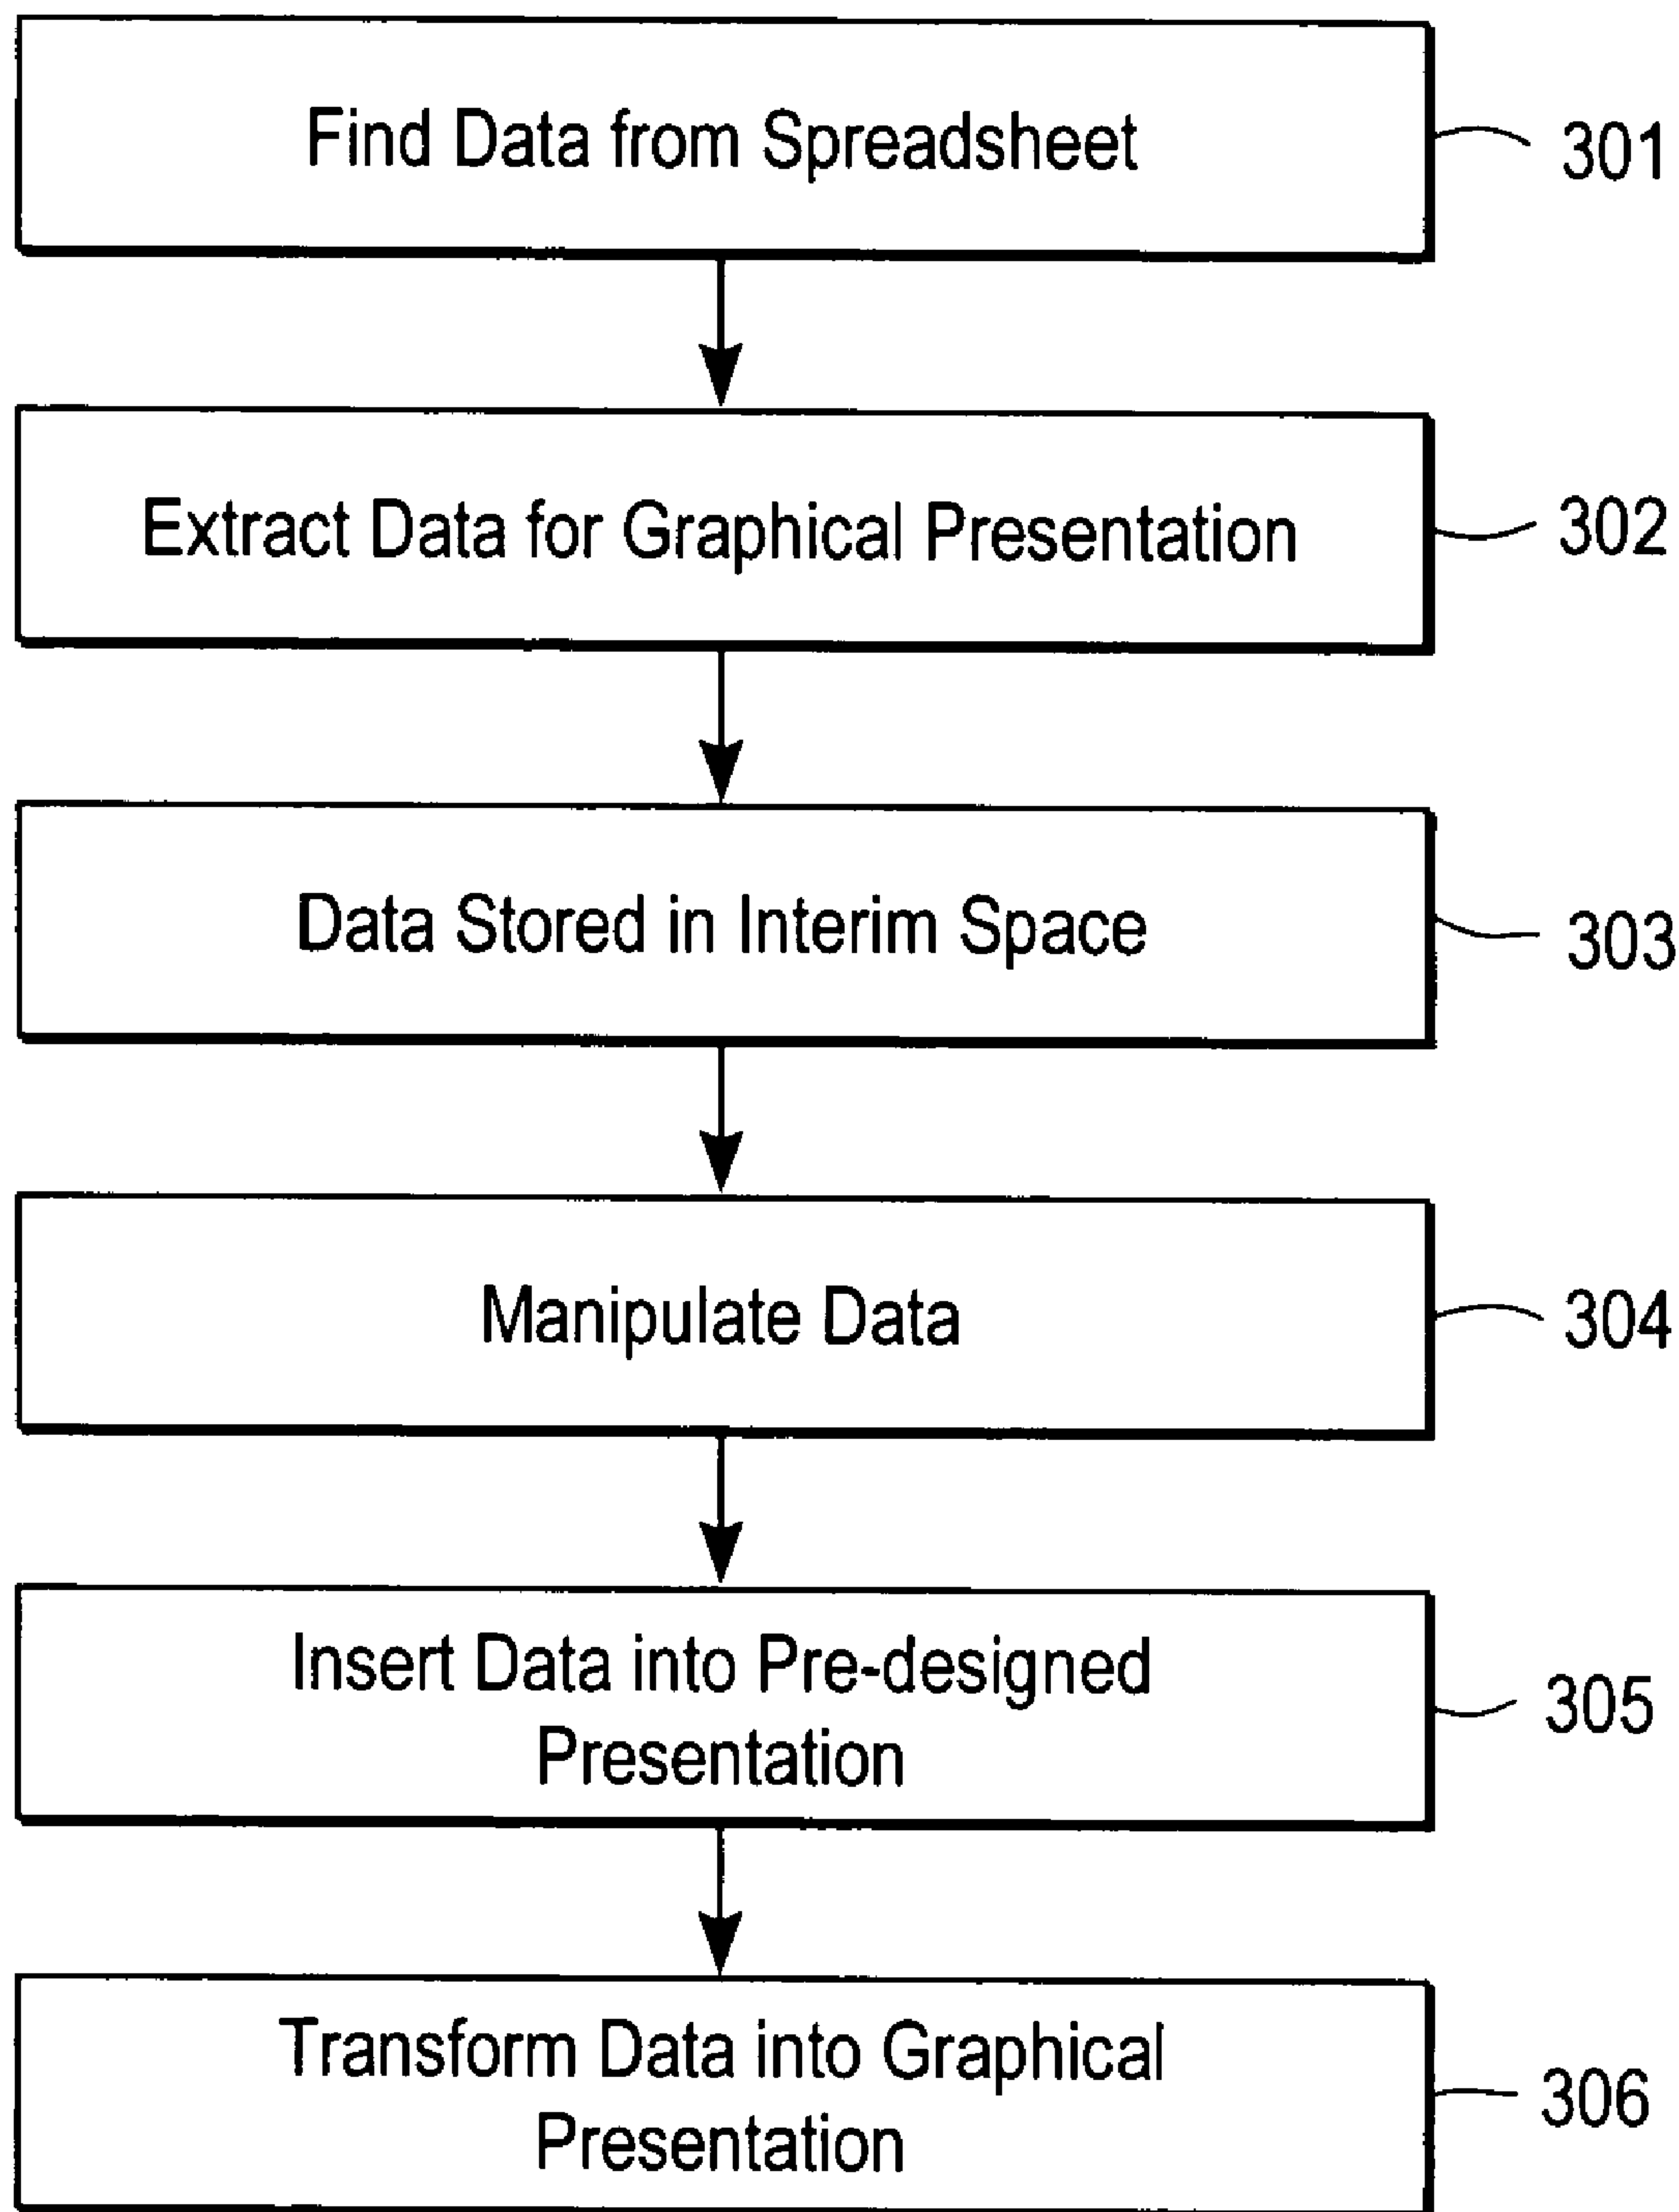 Find Data from Spreadsheet
301
Extract Data for Graphical Presentation
302
Data Stored in Interim Space
303
Manipulate Data
304
Insert Data into Pre-designed
Presentation
305
Transform Data into Graphical
Presentation
306